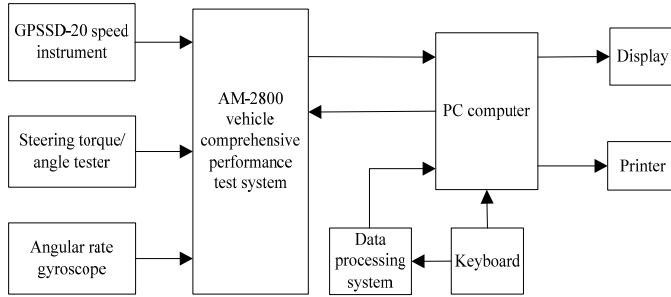 GPSSD-20 speed
instrument
Steering torque/
angle tester
Angular rate
gyroscope
AM-2800
vehicle
comprehensive
performance
test system
PC computer
Display
Printer
Data
processing
system
Keyboard